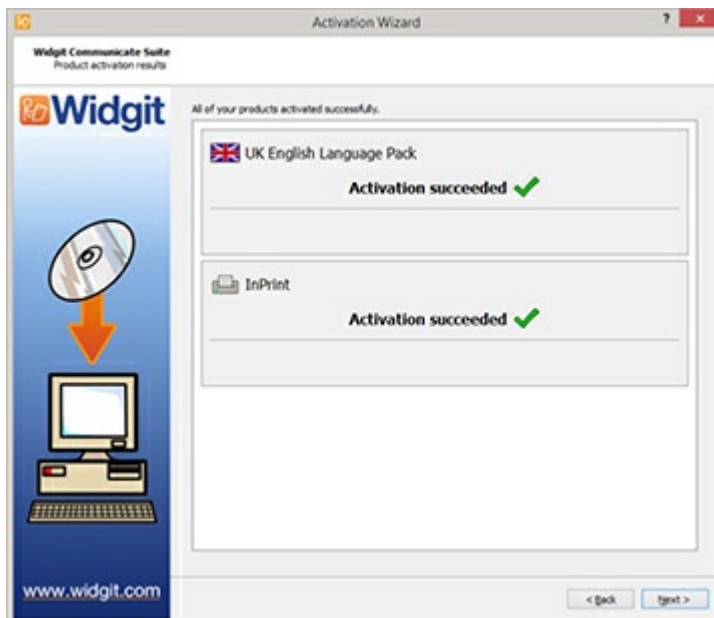 Activation Wizard
?
Widgit Communicate Suite
Product activation results
Widgit
All of your products activated successfully.
UK English Language Pack
Activation succeeded
InPrint
Activation succeeded
www.widgit.com
< Back
Next >